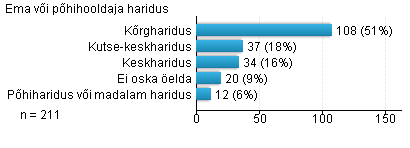 Ema või põhihooldaja haridus
Kõrgharidus 108 (51%)
Kutse-keskharidus 37 (18%)
Keskharidus 34 (16%)
Ei oska öelda 20 (9%)
Põhiharidus või madalam haridus 12 (6%)
n = 211 0 50 100 150